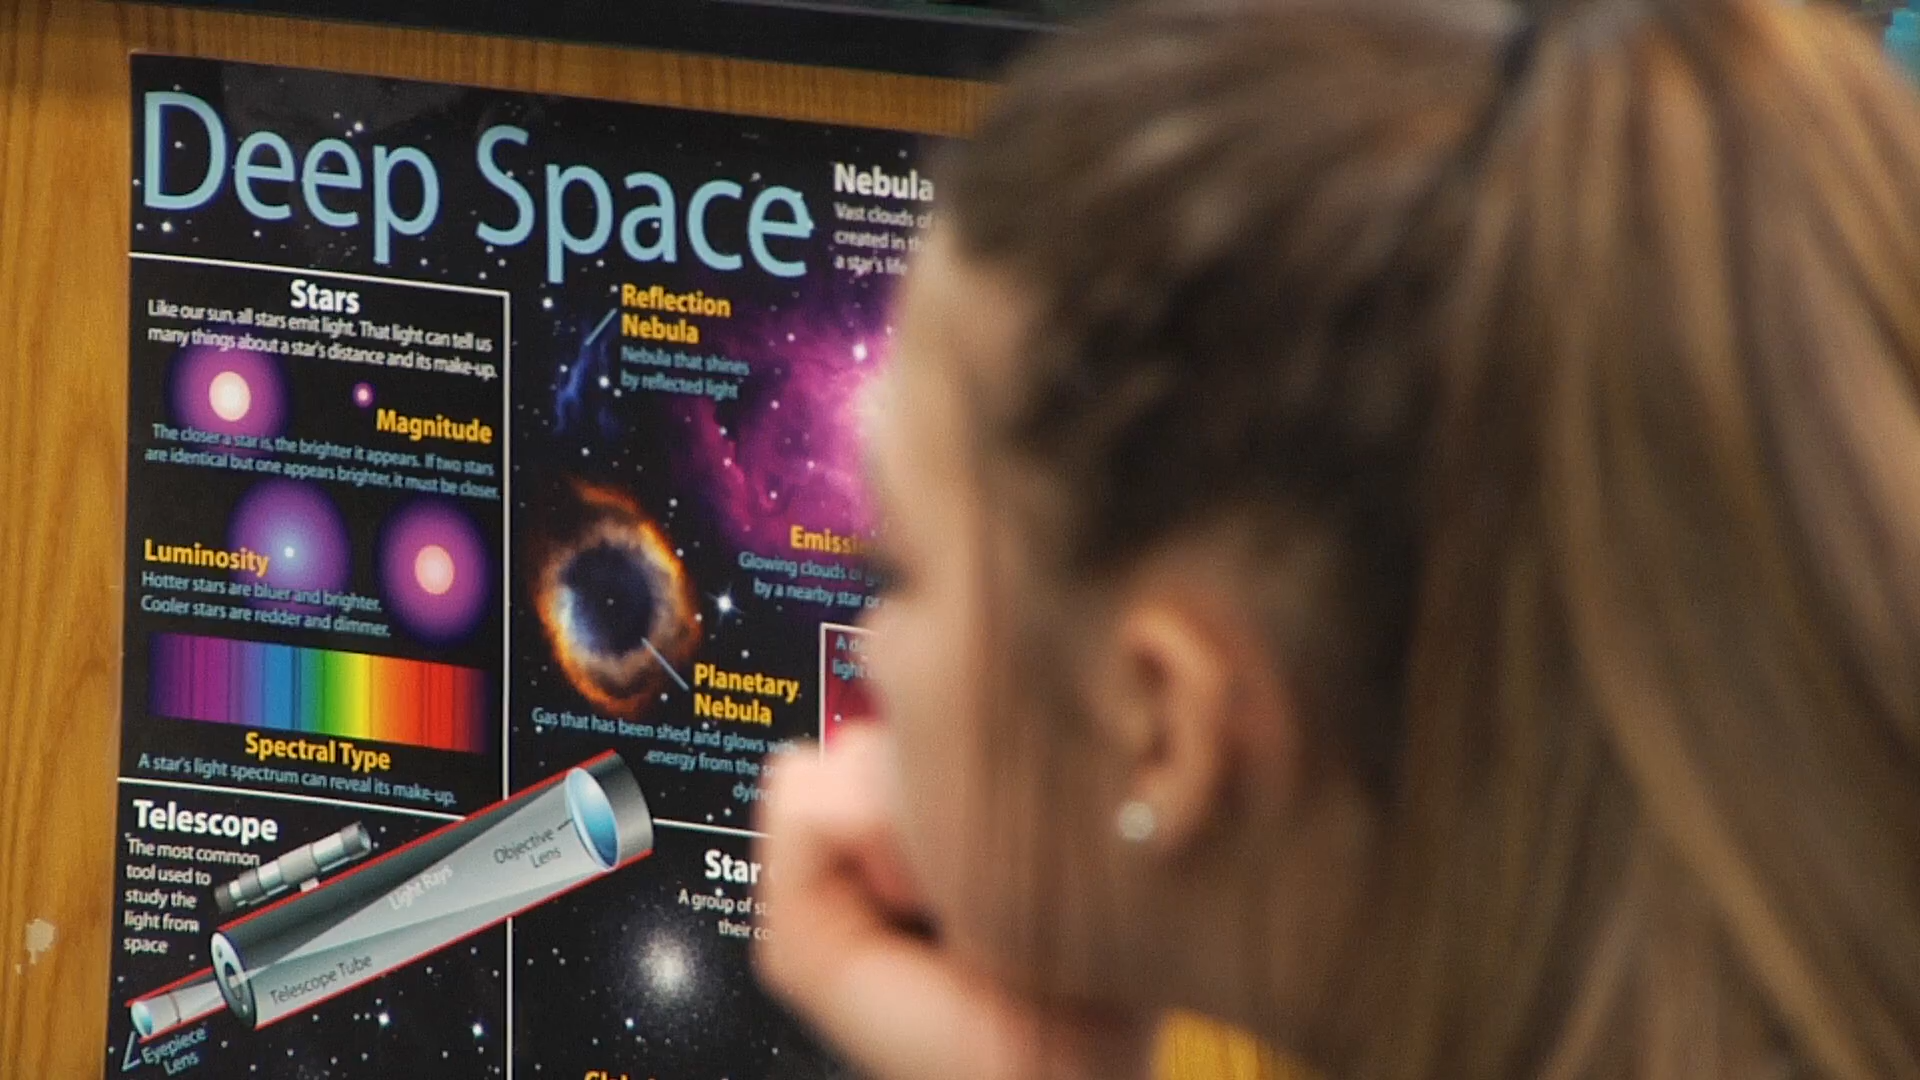 Deep Space
Stars
Like our sun, all stars emit light. That light can tell us
many things about a star's distance and its make-up.
Magnitude
The closer a star is, the brighter it appears. If two stars
are identical but one appears brighter, it must be closer.
Luminosity
Hotter stars are bluer and brighter.
Cooler stars are redder and dimmer.
Spectral Type
A star's light spectrum can reveal its make-up.
Telescope
The most common
tool used to
study the
light from
space
Objective
Lens
Light Rays
Telescope Tube
Eyepiece
Lens
Nebula
Vast clouds of
created in
a star's life
Reflection
Nebula
Nebula that shines
by reflected light
Glowing clouds
by a nearby star or
Planetary
Nebula
Gas that has been shed and glows
energy from the
A
light
Star
A group of
their